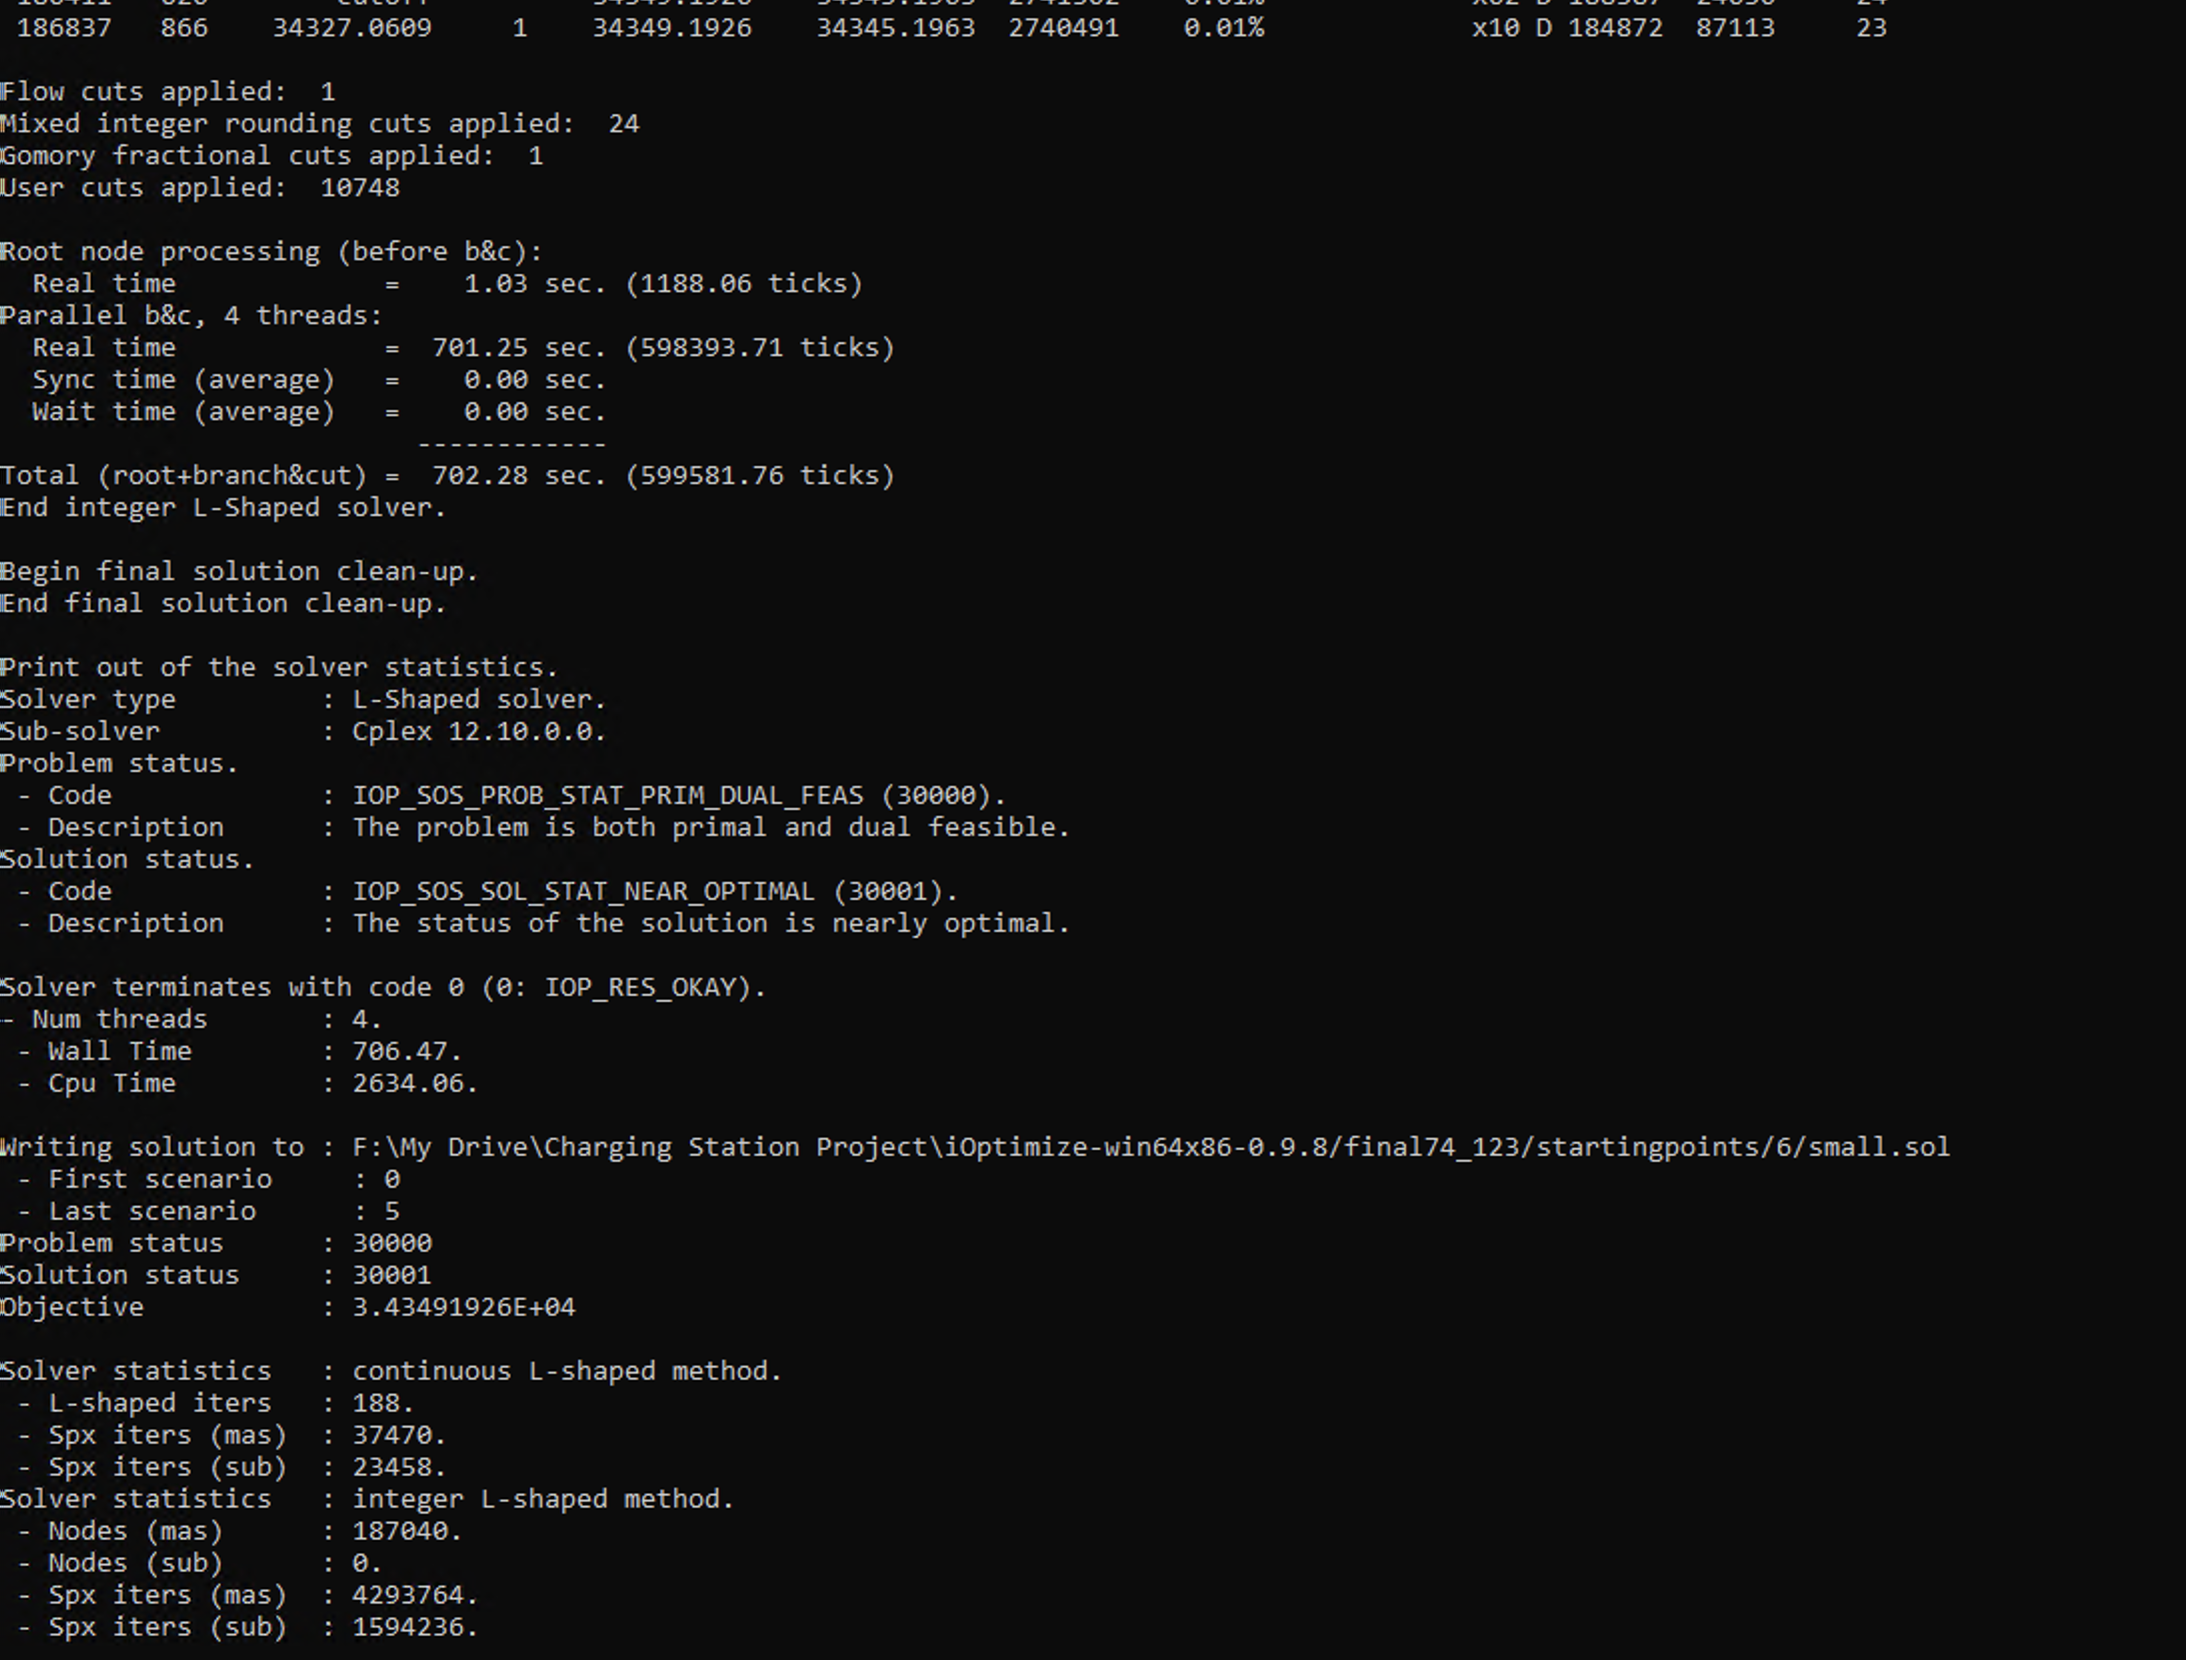 186837 866 34327.0609 1 34349.1926 34345.1963 2740491 0.01% x10 D 184872 87113 23
Flow cuts applied: 1
Mixed integer rounding cuts applied: 24
Gomory fractional cuts applied: 1
User cuts applied: 10748
Root node processing (before b&c):
Real time = 1.03 sec. (1188.06 ticks)
Parallel b&c, 4 threads:
Real time = 701.25 sec. (598393.71 ticks)
Sync time (average) = 0.00 sec.
Wait time (average) = 0.00 sec.
------------
Total (root+branch&cut) = 702.28 sec. (599581.76 ticks)
End integer L-Shaped solver.
Begin final solution clean-up.
End final solution clean-up.
Print out of the solver statistics.
Solver type : L-Shaped solver.
Sub-solver : Cplex 12.10.0.0.
Problem status.
- Code : IOP_SOS_PROB_STAT_PRIM_DUAL_FEAS (30000).
- Description : The problem is both primal and dual feasible.
Solution status.
- Code : IOP_SOS_SOL_STAT_NEAR_OPTIMAL (30001).
- Description : The status of the solution is nearly optimal.
Solver terminates with code 0 (0: IOP_RES_OKAY).
- Num threads : 4.
- Wall Time : 706.47.
- Cpu Time : 2634.06.
Writing solution to : F:\My Drive\Charging Station Project\iOptimize-win64x86-0.9.8/final74_123/startingpoints/6/small.sol
- First scenario : 0
- Last scenario : 5
Problem status : 30000
Solution status : 30001
Objective : 3.43491926E+04
Solver statistics : continuous L-shaped method.
- L-shaped iters : 188.
- Spx iters (mas) : 37470.
- Spx iters (sub) : 23458.
Solver statistics : integer L-shaped method.
- Nodes (mas) : 187040.
- Nodes (sub) : 0.
- Spx iters (mas) : 4293764.
- Spx iters (sub) : 1594236.